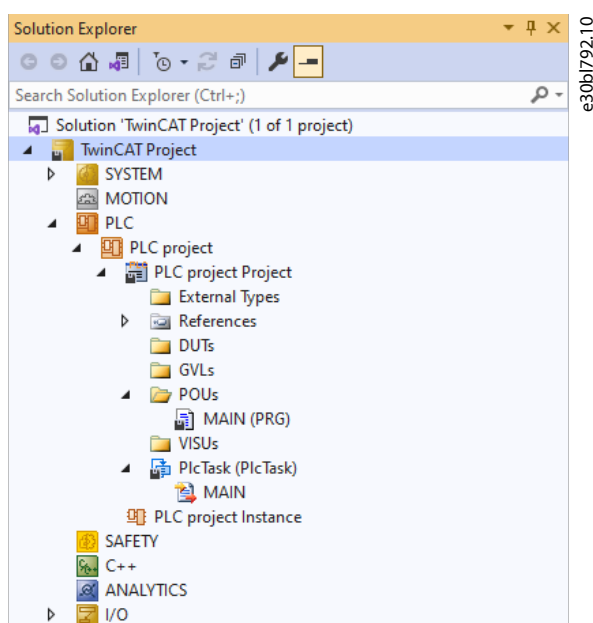 Solution Explorer
Search Solution Explorer (Ctrl+;)
Solution 'TwinCAT Project' (1 of 1 project)
TwinCAT Project
SYSTEM
MOTION
PLC
PLC project
PLC project Project
External Types
References
DUTs
GVLs
POUs
MAIN (PRG)
VISUs
PlcTask (PlcTask)
MAIN
PLC project Instance
SAFETY
C++
ANALYTICS
I/O
e30bl792.10